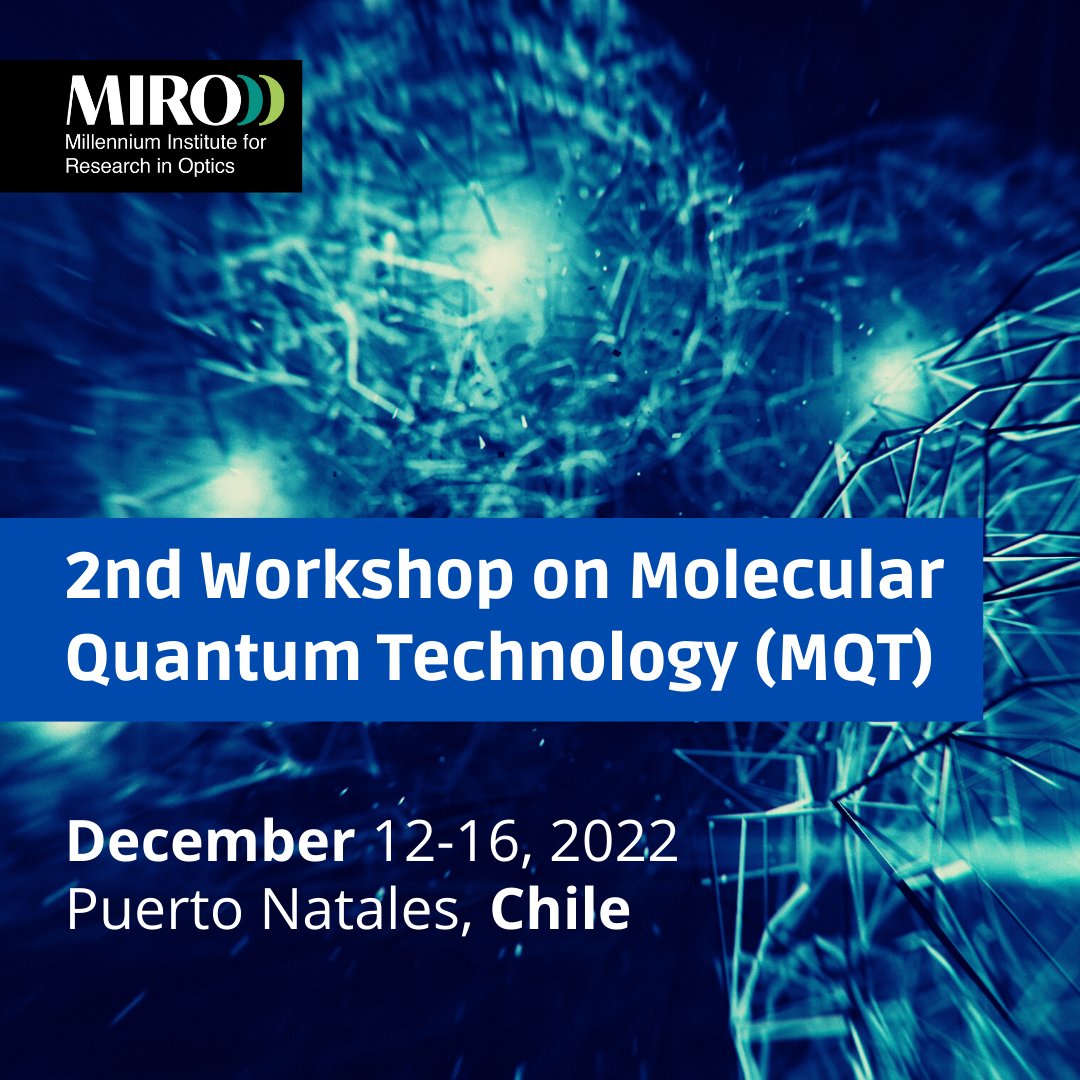 MIRO
Millennium Institute for
Research in Optics
2nd Workshop on Molecular
Quantum Technology (MQT)
December 12-16, 2022
Puerto Natales, Chile